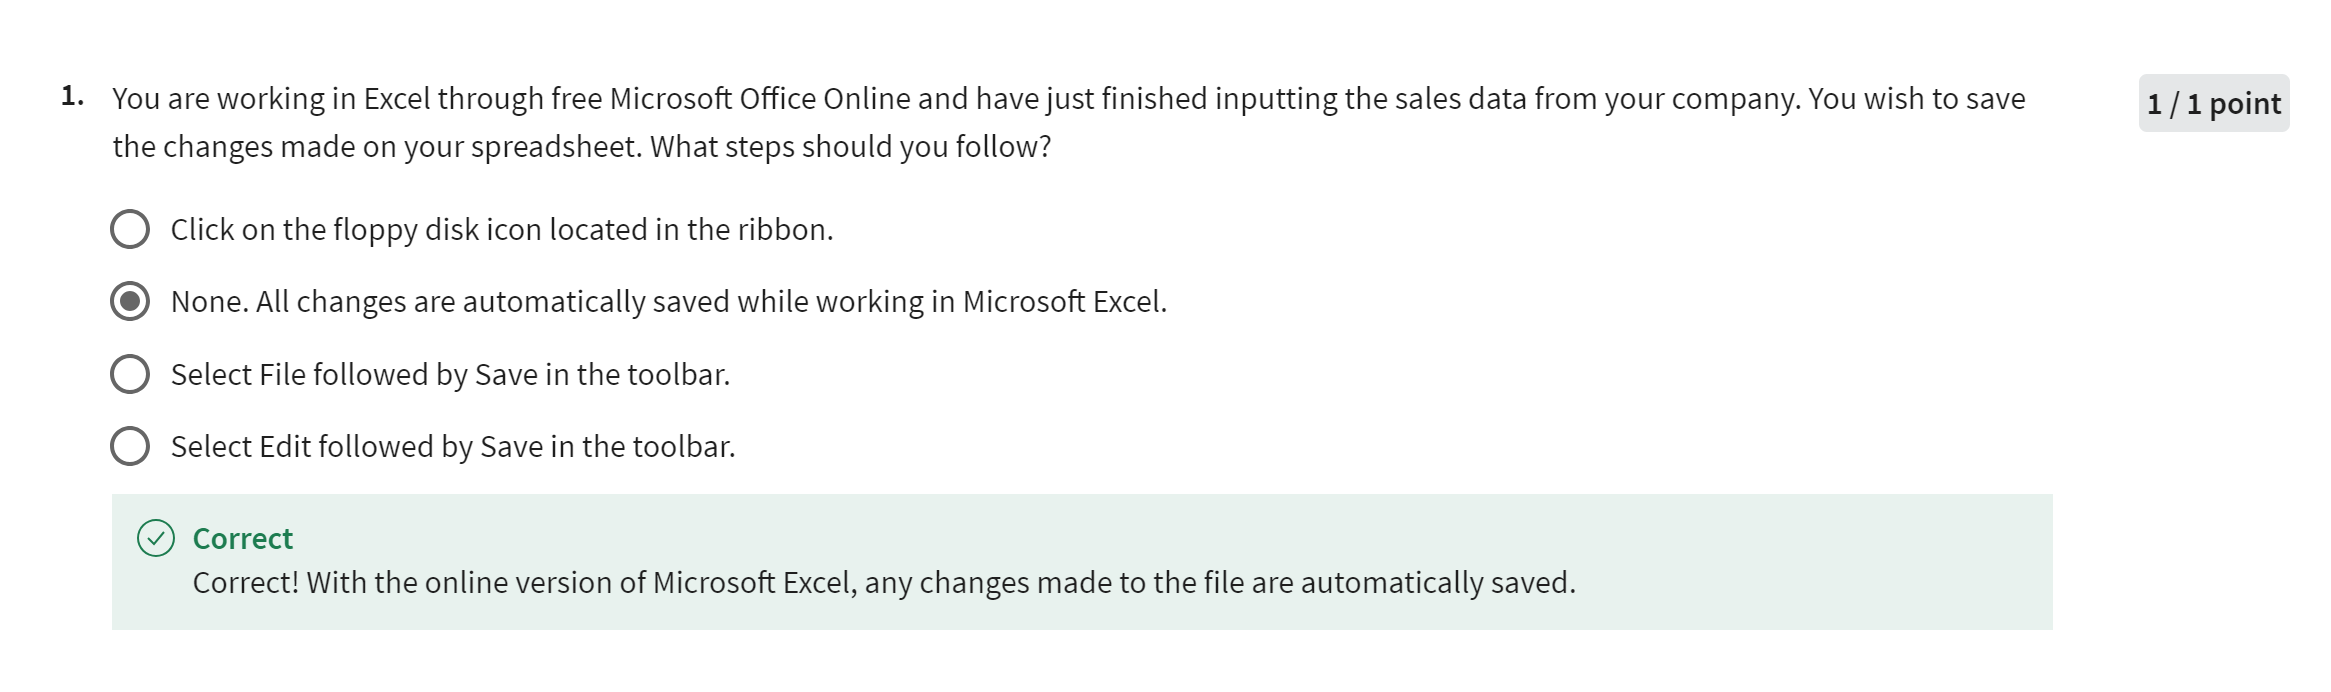 1. You are working in Excel through free Microsoft Office Online and have just finished inputting the sales data from your company. You wish to save
the changes made on your spreadsheet. What steps should you follow?
1 / 1 point
Click on the floppy disk icon located in the ribbon.
None. All changes are automatically saved while working in Microsoft Excel.
Select File followed by Save in the toolbar.
Select Edit followed by Save in the toolbar.
Correct
Correct! With the online version of Microsoft Excel, any changes made to the file are automatically saved.